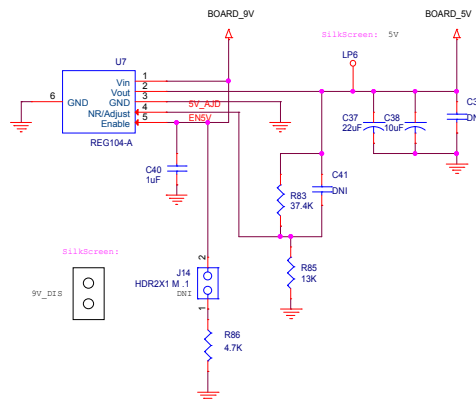 BOARD_9V
BOARD_5V
SilkScreen: 5V
LP6
U7
Vin 1
Vout 2
6 GND
GND 3
NR/Adjust 4 5V_AJD
Enable 5 EN5V
REG104-A
C37
22uF
C38
10uF
C40
1uF
C41
DNI
R83
37.4K
R85
13K
SilkScreen:
9V_DIS
2
J14
HDR2X1 M .1
DNI
1
R86
4.7K